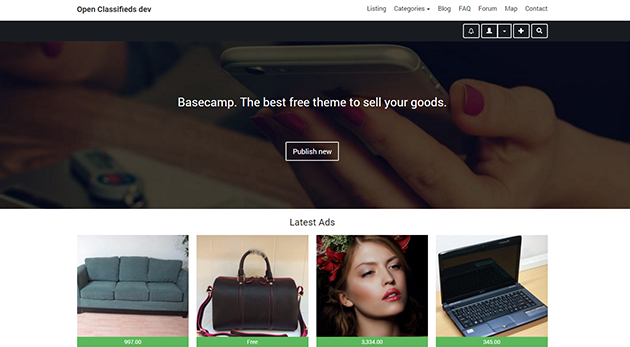 Open Classifieds dev
Listing Categories Blog FAQ Forum Map Contact
Basecamp. The best free theme to sell your goods.
Publish new
Latest Ads
997.00
Free
3,334.00
345.00